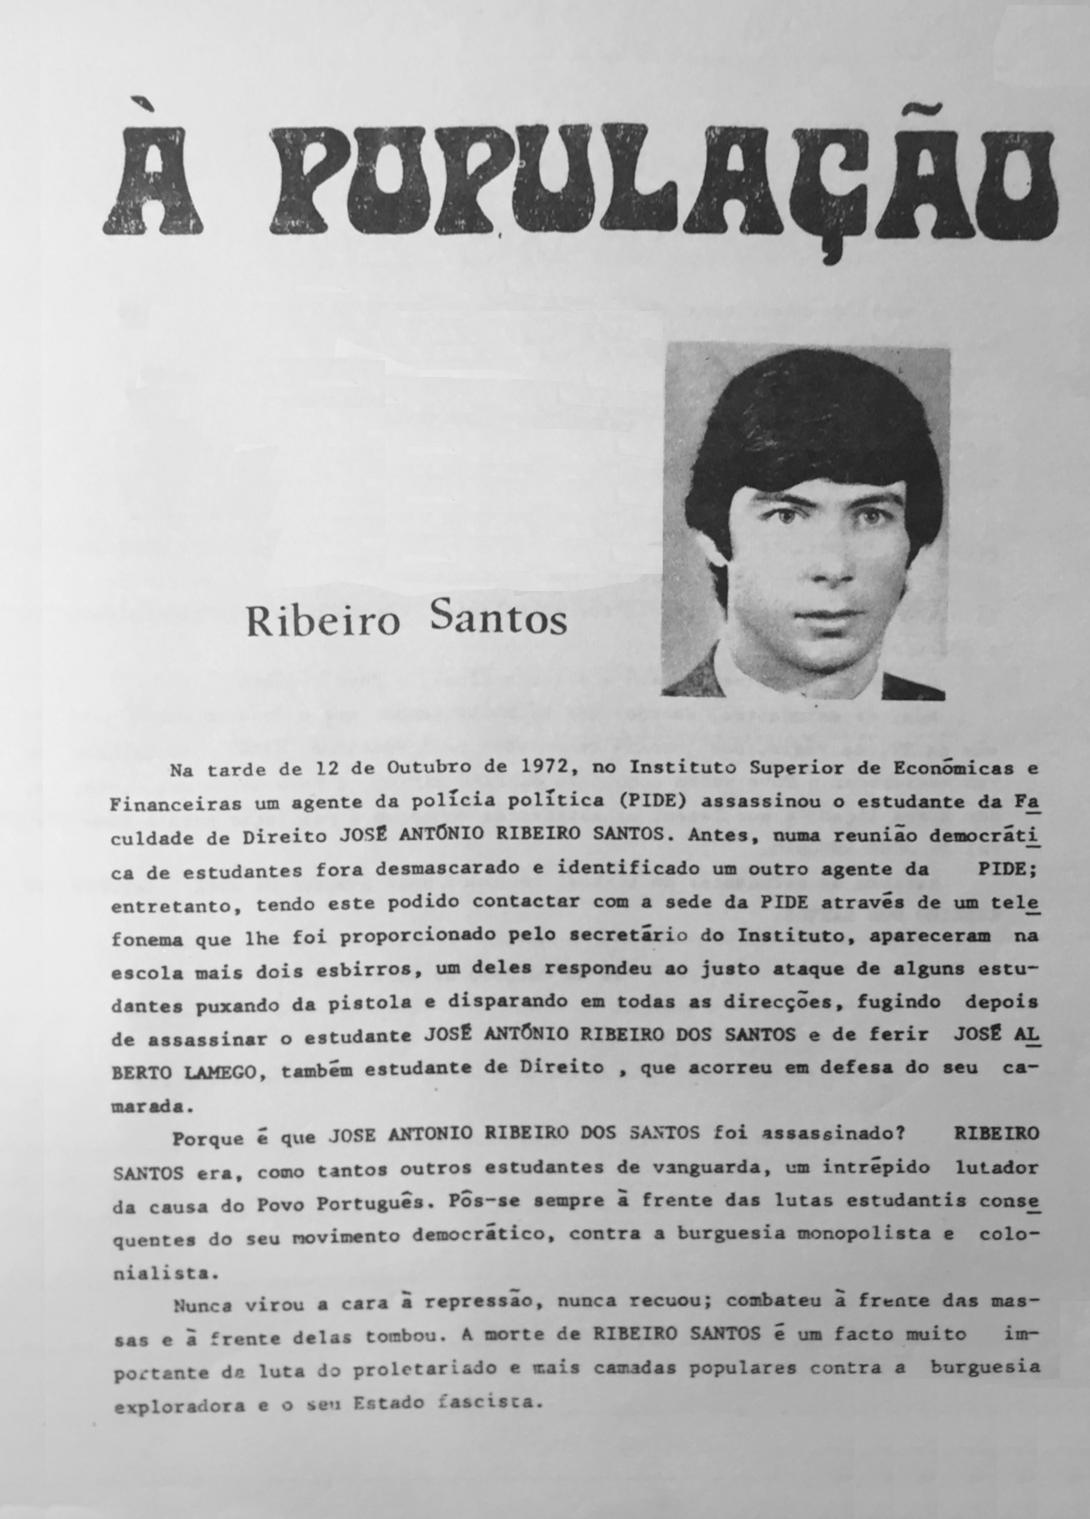 À POPULAÇÃO
Ribeiro Santos
Na tarde de 12 de Outubro de 1972, no Instituto Superior de Económicas e
Financeiras um agente da polícia política (PIDE) assassinou o estudante da Fa
culdade de Direito JOSÉ ANTÓNIO RIBEIRO SANTOS. Antes, numa reunião democráti
ca de estudantes fora desmascarado e identificado um outro agente da PIDE;
entretanto, tendo este podido contactar com a sede da PIDE através de um tele
fonema que lhe foi proporcionado pelo secretário do Instituto, apareceram na
escola mais dois esbirros, um deles respondeu ao justo ataque de alguns estu-
dantes puxando da pistola e disparando em todas as direcções, fugindo depois
de assassinar o estudante JOSÉ ANTÓNIO RIBEIRO DOS SANTOS e de ferir JOSÉ AL
BERTO LAMEGO, também estudante de Direito , que acorreu em defesa do seu ca-
marada.
Porque é que JOSE ANTONIO RIBEIRO DOS SANTOS foi assassinado? RIBEIRO
SANTOS era, como tantos outros estudantes de vanguarda, um intrépido lutador
da causa do Povo Português. Pôs-se sempre à frente das lutas estudantis conse
quentes do seu movimento democrático, contra a burguesia monopolista e colo-
nialista.
Nunca virou a cara à repressão, nunca recuou; combateu à frente das mas-
sas e à frente delas tombou. A morte de RIBEIRO SANTOS é um facto muito im-
portante da luta do proletariado e mais camadas populares contra a burguesia
exploradora e o seu Estado fascista.